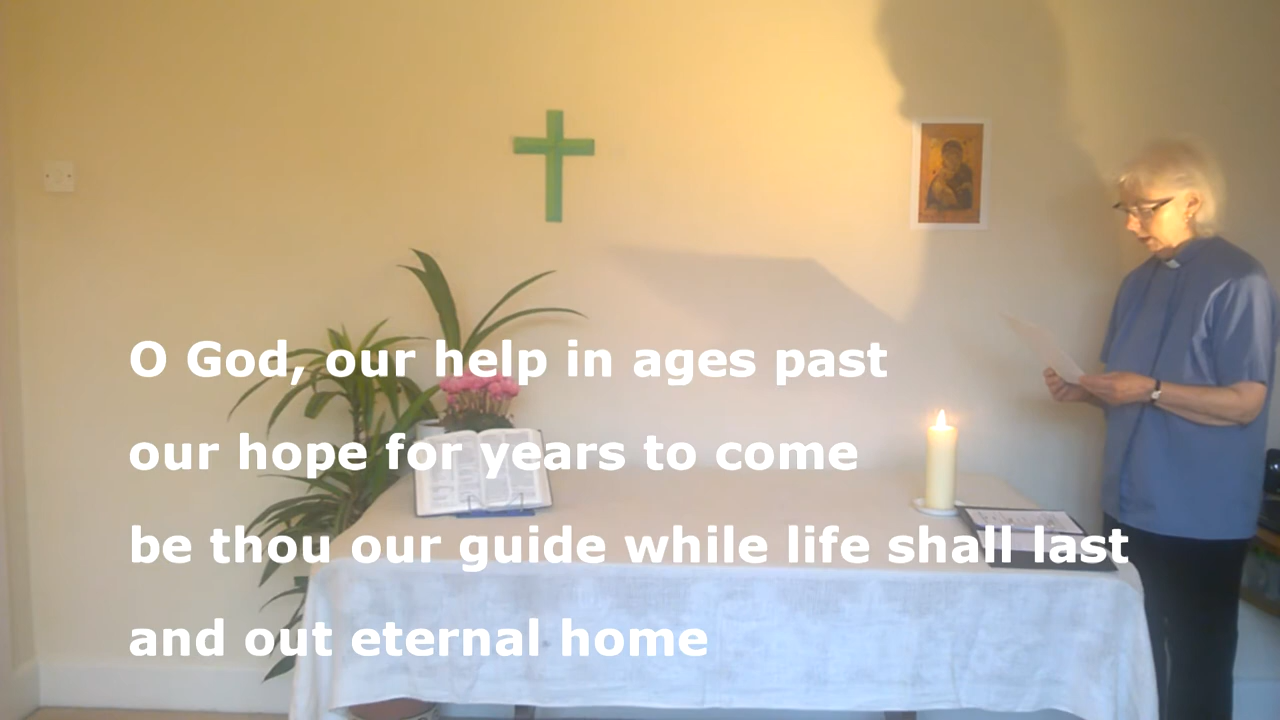 O God, our help in ages past
our hope for years to come
be thou our guide while life shall last
and out eternal home